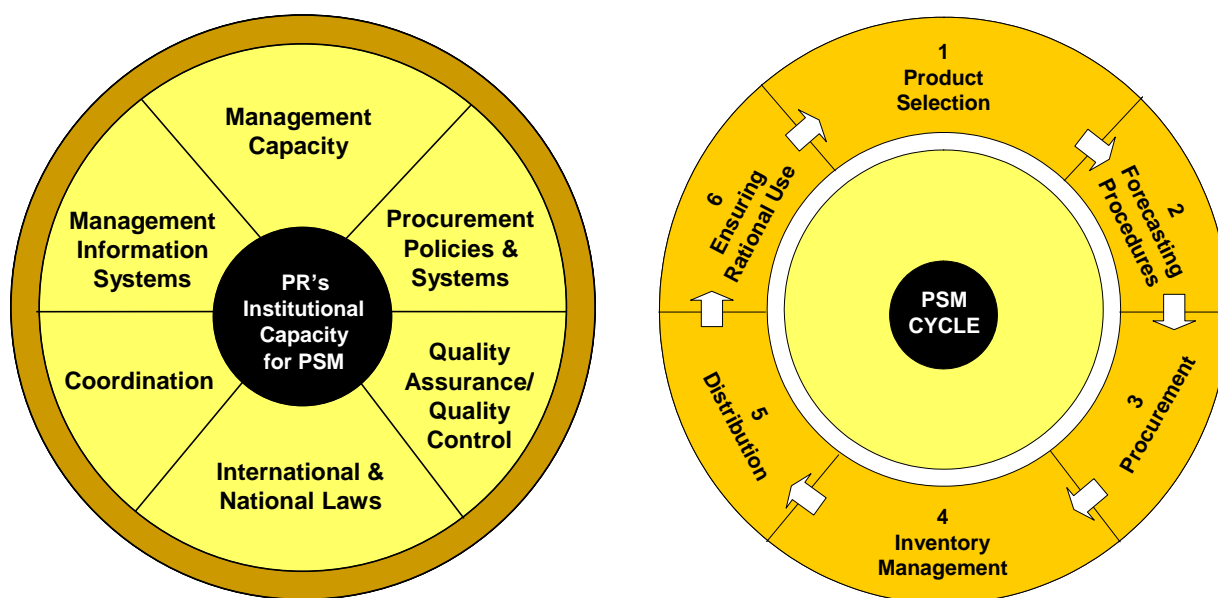 Management
Capacity
Procurement
Policies &
Systems
Quality
Assurance/
Quality
Control
International &
National Laws
Coordination
Management
Information
Systems
PR’s
Institutional
Capacity
for PSM
1
Product
Selection
2
Forecasting
Procedures
3
Procurement
4
Inventory
Management
5
Distribution
6
Ensuring
Rational Use
PSM
CYCLE